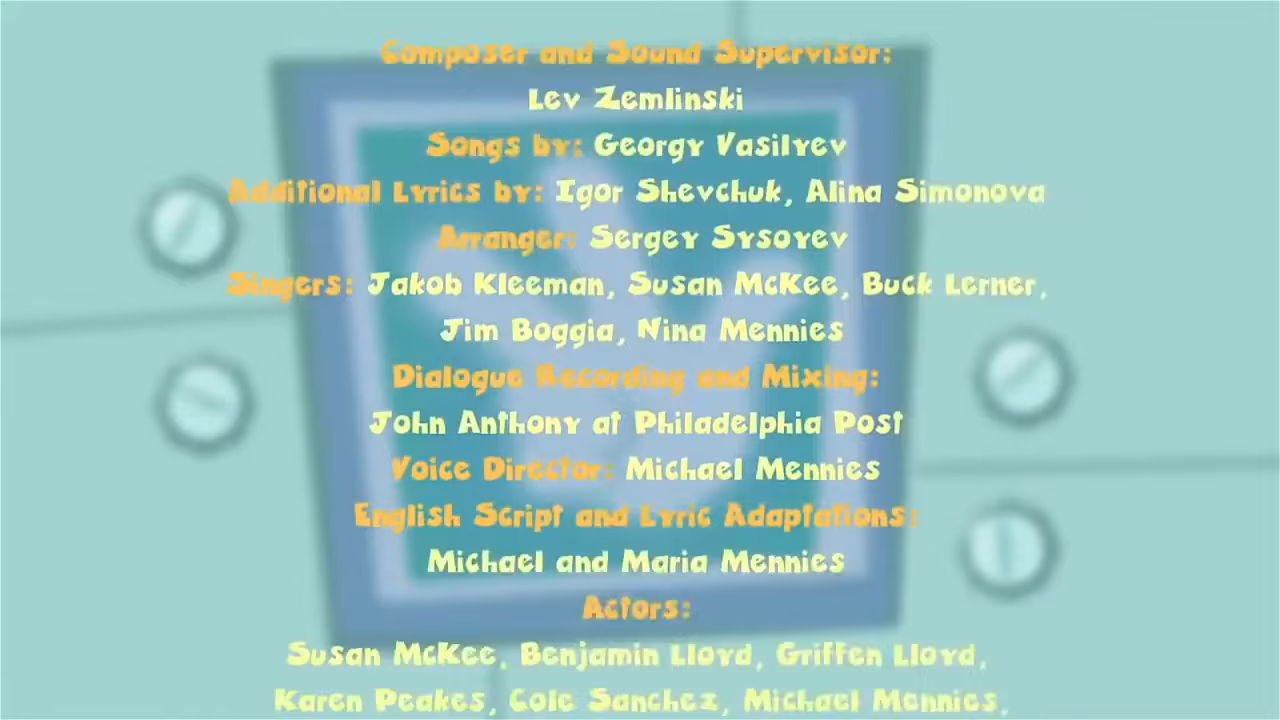 Composer and Sound Supervisor:
Lev Zemlinski
Songs by: Georgy Vasilyev
Additional Lyrics by: Igor Shevchuk, Alina Simonova
Arranger: Sergey Sysoyev
Singers: Jakob Kleeman, Susan McKee, Buck Lerner,
Jim Boggia, Nina Mennies
Dialogue Recording and Mixing:
John Anthony at Philadelphia Post
Voice Director: Michael Mennies
English Script and Lyric Adaptations:
Michael and Maria Mennies
Actors:
Susan McKee, Benjamin Lloyd, Griffen Lloyd,
Karen Peakes, Cole Sanchez, Michael Mennies,